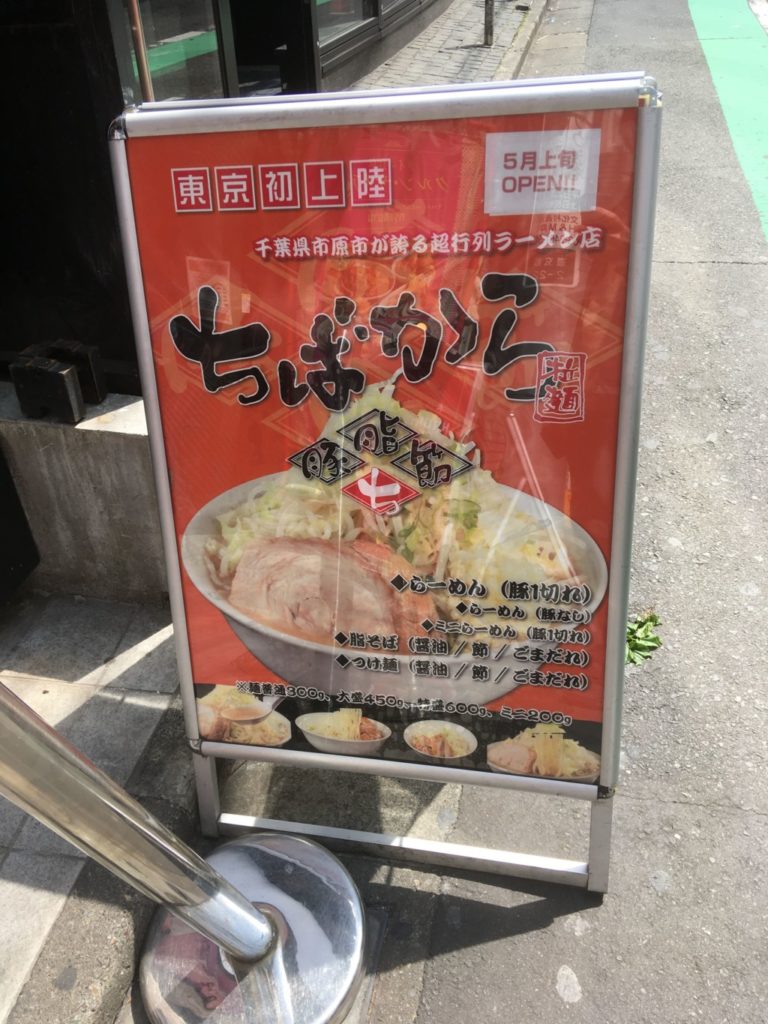 東京初上陸
5月上旬
OPEN!!
千葉県市原市が誇る超行列ラーメン店
ちばから
拉麺
豚脂節
ち
◆らーめん（豚1切れ）
◆らーめん（豚なし）
◆ミニらーめん（豚1切れ）
◆脂そば（醤油／節／ごまだれ）
◆つけ麺（醤油／節／ごまだれ）
※麺普通300g、大盛450g、特盛600g、ミニ200g